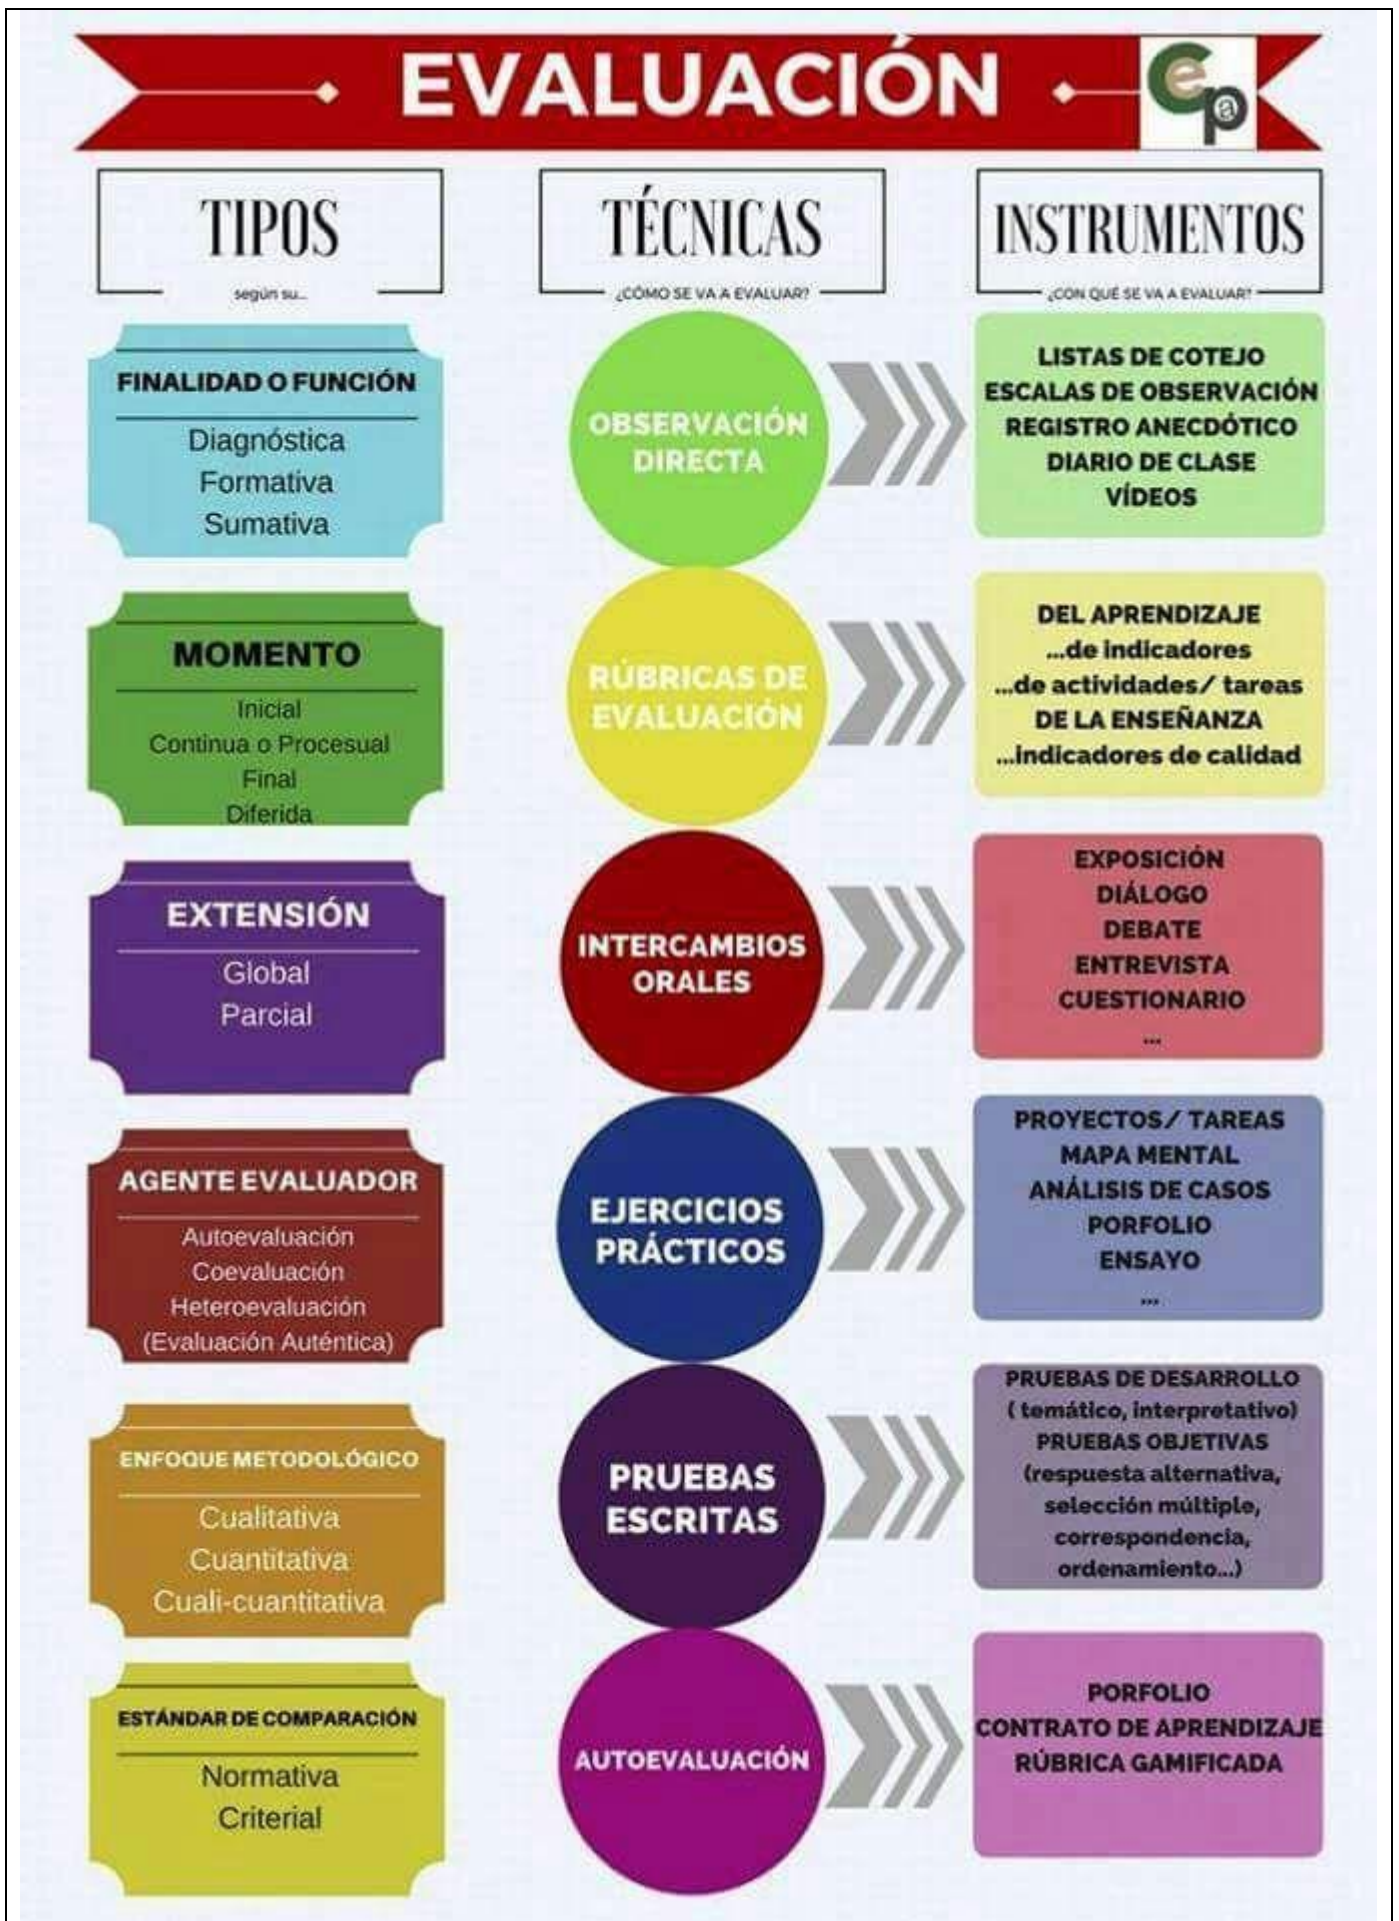 EVALUACIÓN
Cepa
TIPOS
según su...
FINALIDAD O FUNCIÓN
Diagnóstica
Formativa
Sumativa
MOMENTO
Inicial
Continua o Procesual
Final
Diferida
EXTENSIÓN
Global
Parcial
AGENTE EVALUADOR
Autoevaluación
Coevaluación
Heteroevaluación
(Evaluación Auténtica)
ENFOQUE METODOLÓGICO
Cualitativa
Cuantitativa
Cuali-cuantitativa
ESTÁNDAR DE COMPARACIÓN
Normativa
Criterial
TÉCNICAS
¿CÓMO SE VA A EVALUAR?
OBSERVACIÓN
DIRECTA
RÚBRICAS DE
EVALUACIÓN
INTERCAMBIOS
ORALES
EJERCICIOS
PRÁCTICOS
PRUEBAS
ESCRITAS
AUTOEVALUACIÓN
INSTRUMENTOS
¿CON QUÉ SE VA A EVALUAR?
LISTAS DE COTEJO
ESCALAS DE OBSERVACIÓN
REGISTRO ANECDÓTICO
DIARIO DE CLASE
VÍDEOS
DEL APRENDIZAJE
...de indicadores
...de actividades/ tareas
DE LA ENSEÑANZA
...indicadores de calidad
EXPOSICIÓN
DIÁLOGO
DEBATE
ENTREVISTA
CUESTIONARIO
...
PROYECTOS/ TAREAS
MAPA MENTAL
ANÁLISIS DE CASOS
PORFOLIO
ENSAYO
...
PRUEBAS DE DESARROLLO
( temático, interpretativo)
PRUEBAS OBJETIVAS
(respuesta alternativa,
selección múltiple,
correspondencia,
ordenamiento...)
PORFOLIO
CONTRATO DE APRENDIZAJE
RÚBRICA GAMIFICADA